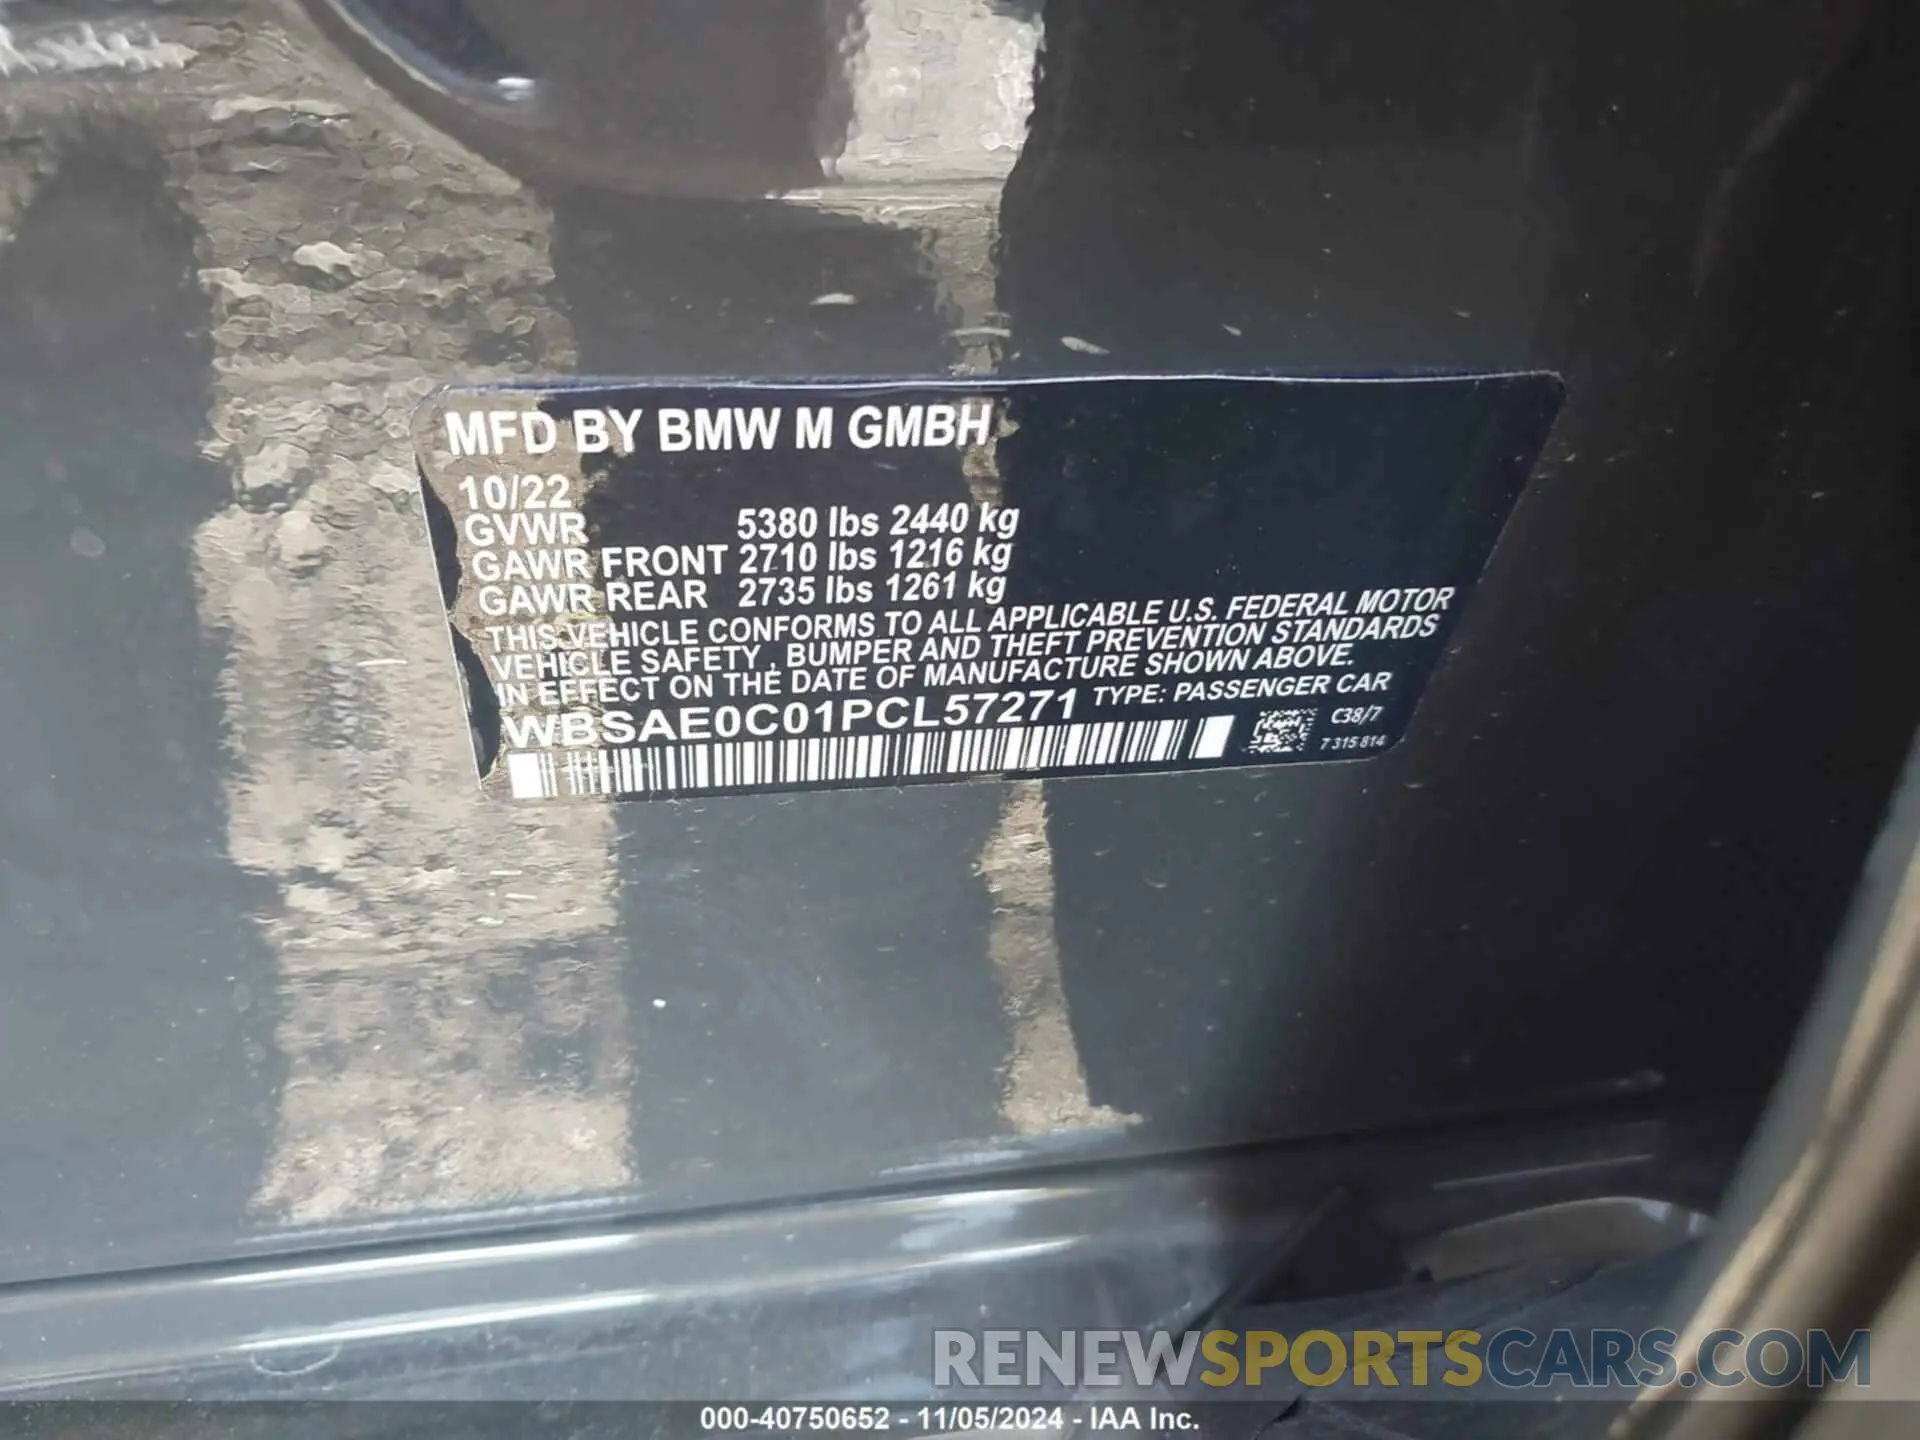 MFD BY BMW M GMBH
10/22
GVWR 5380 lbs 2440 kg
GAWR FRONT 2710 lbs 1216 kg
GAWR REAR 2735 lbs 1261 kg
THIS VEHICLE CONFORMS TO ALL APPLICABLE U.S. FEDERAL MOTOR
VEHICLE SAFETY, BUMPER AND THEFT PREVENTION STANDARDS
IN EFFECT ON THE DATE OF MANUFACTURE SHOWN ABOVE.
WBSAE0C01PCL57271 TYPE: PASSENGER CAR
C38/7
7 315 814
RENEWSPORTSCARS.COM
000-40750652 - 11/05/2024 - IAA Inc.